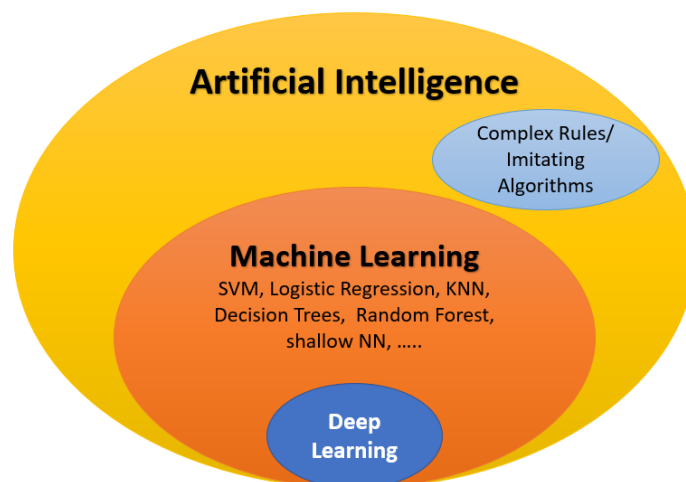 Artificial Intelligence
Complex Rules/
Imitating
Algorithms
Machine Learning
SVM, Logistic Regression, KNN,
Decision Trees, Random Forest,
shallow NN, .....
Deep
Learning